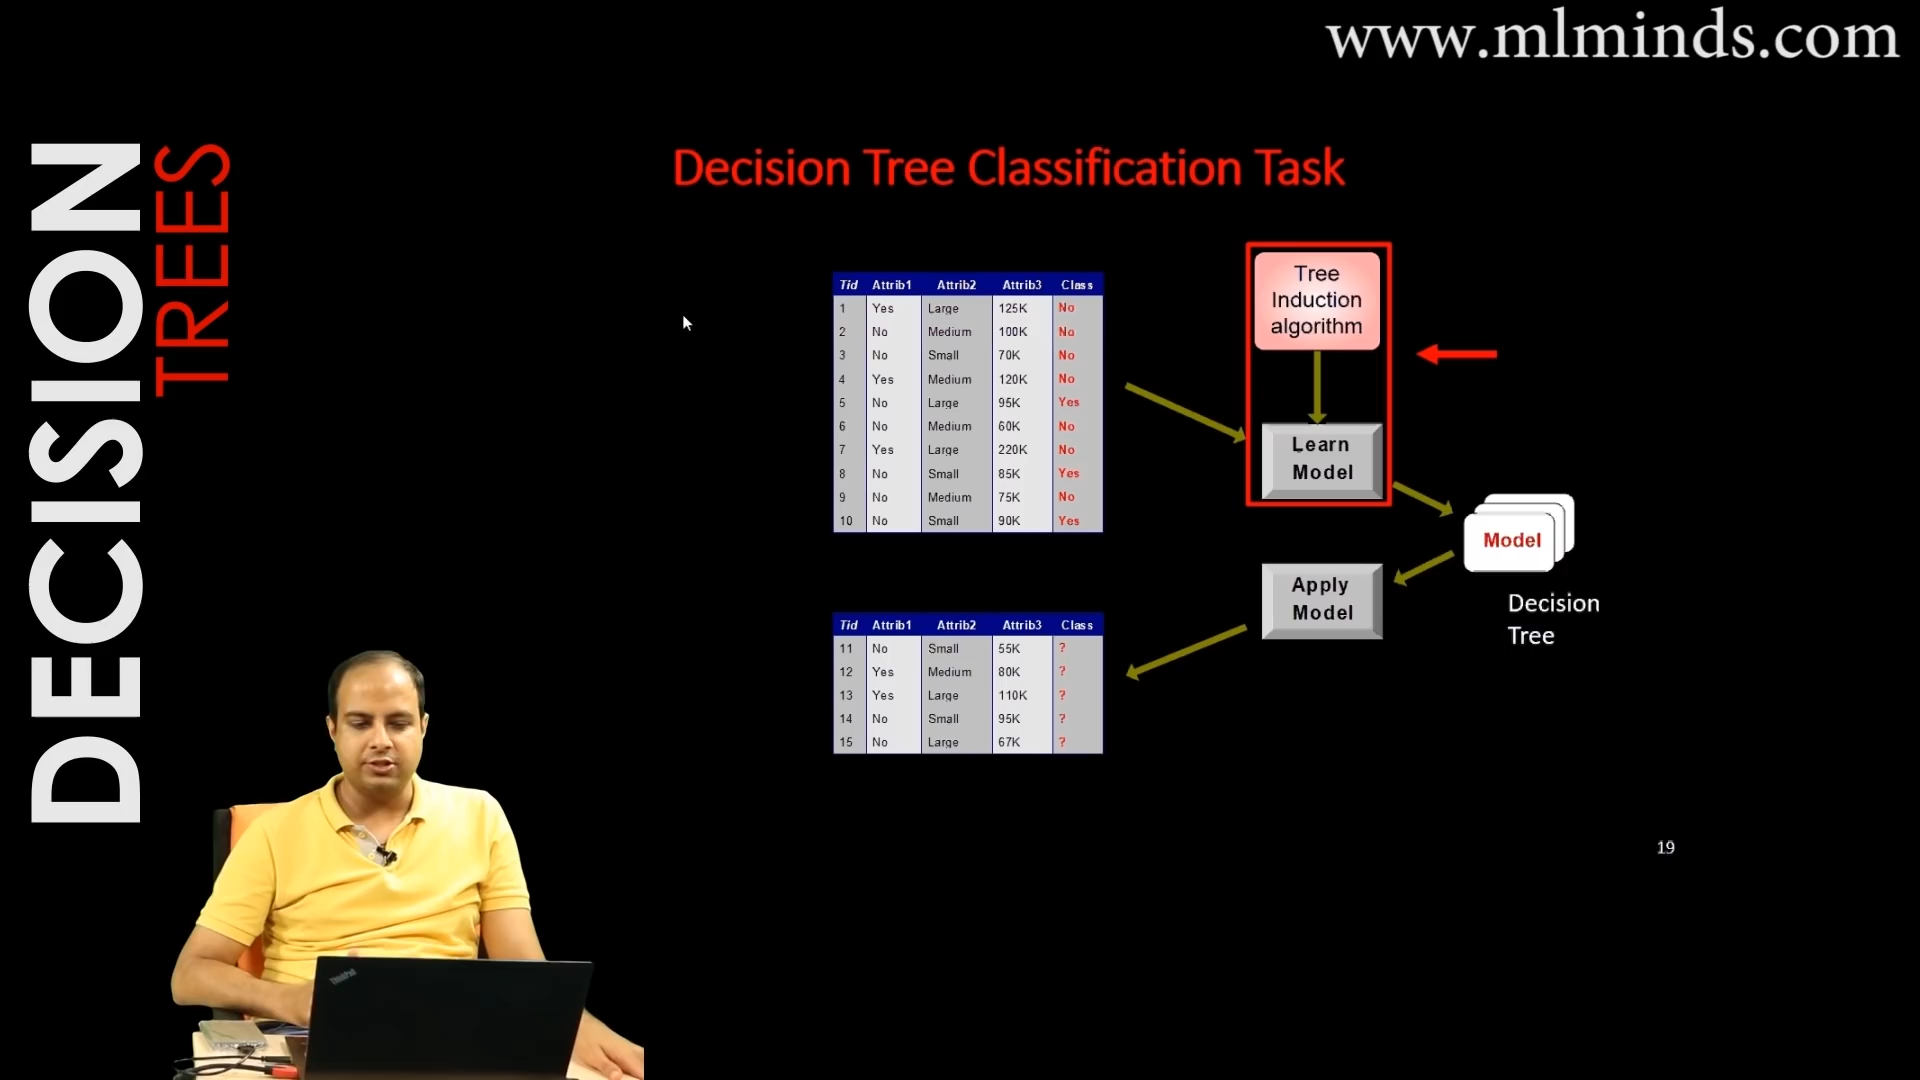 www.mlminds.com
DECISION
TREES
Decision Tree Classification Task
Tid Attrib1 Attrib2 Attrib3 Class
1 Yes Large 125K No
2 No Medium 100K No
3 No Small 70K No
4 Yes Medium 120K No
5 No Large 95K Yes
6 No Medium 60K No
7 Yes Large 220K No
8 No Small 85K Yes
9 No Medium 75K No
10 No Small 90K Yes
Tree
Induction
algorithm
Learn
Model
Model
Decision
Tree
Apply
Model
Tid Attrib1 Attrib2 Attrib3 Class
11 No Small 55K ?
12 Yes Medium 80K ?
13 Yes Large 110K ?
14 No Small 95K ?
15 No Large 67K ?
19
ThinkPad